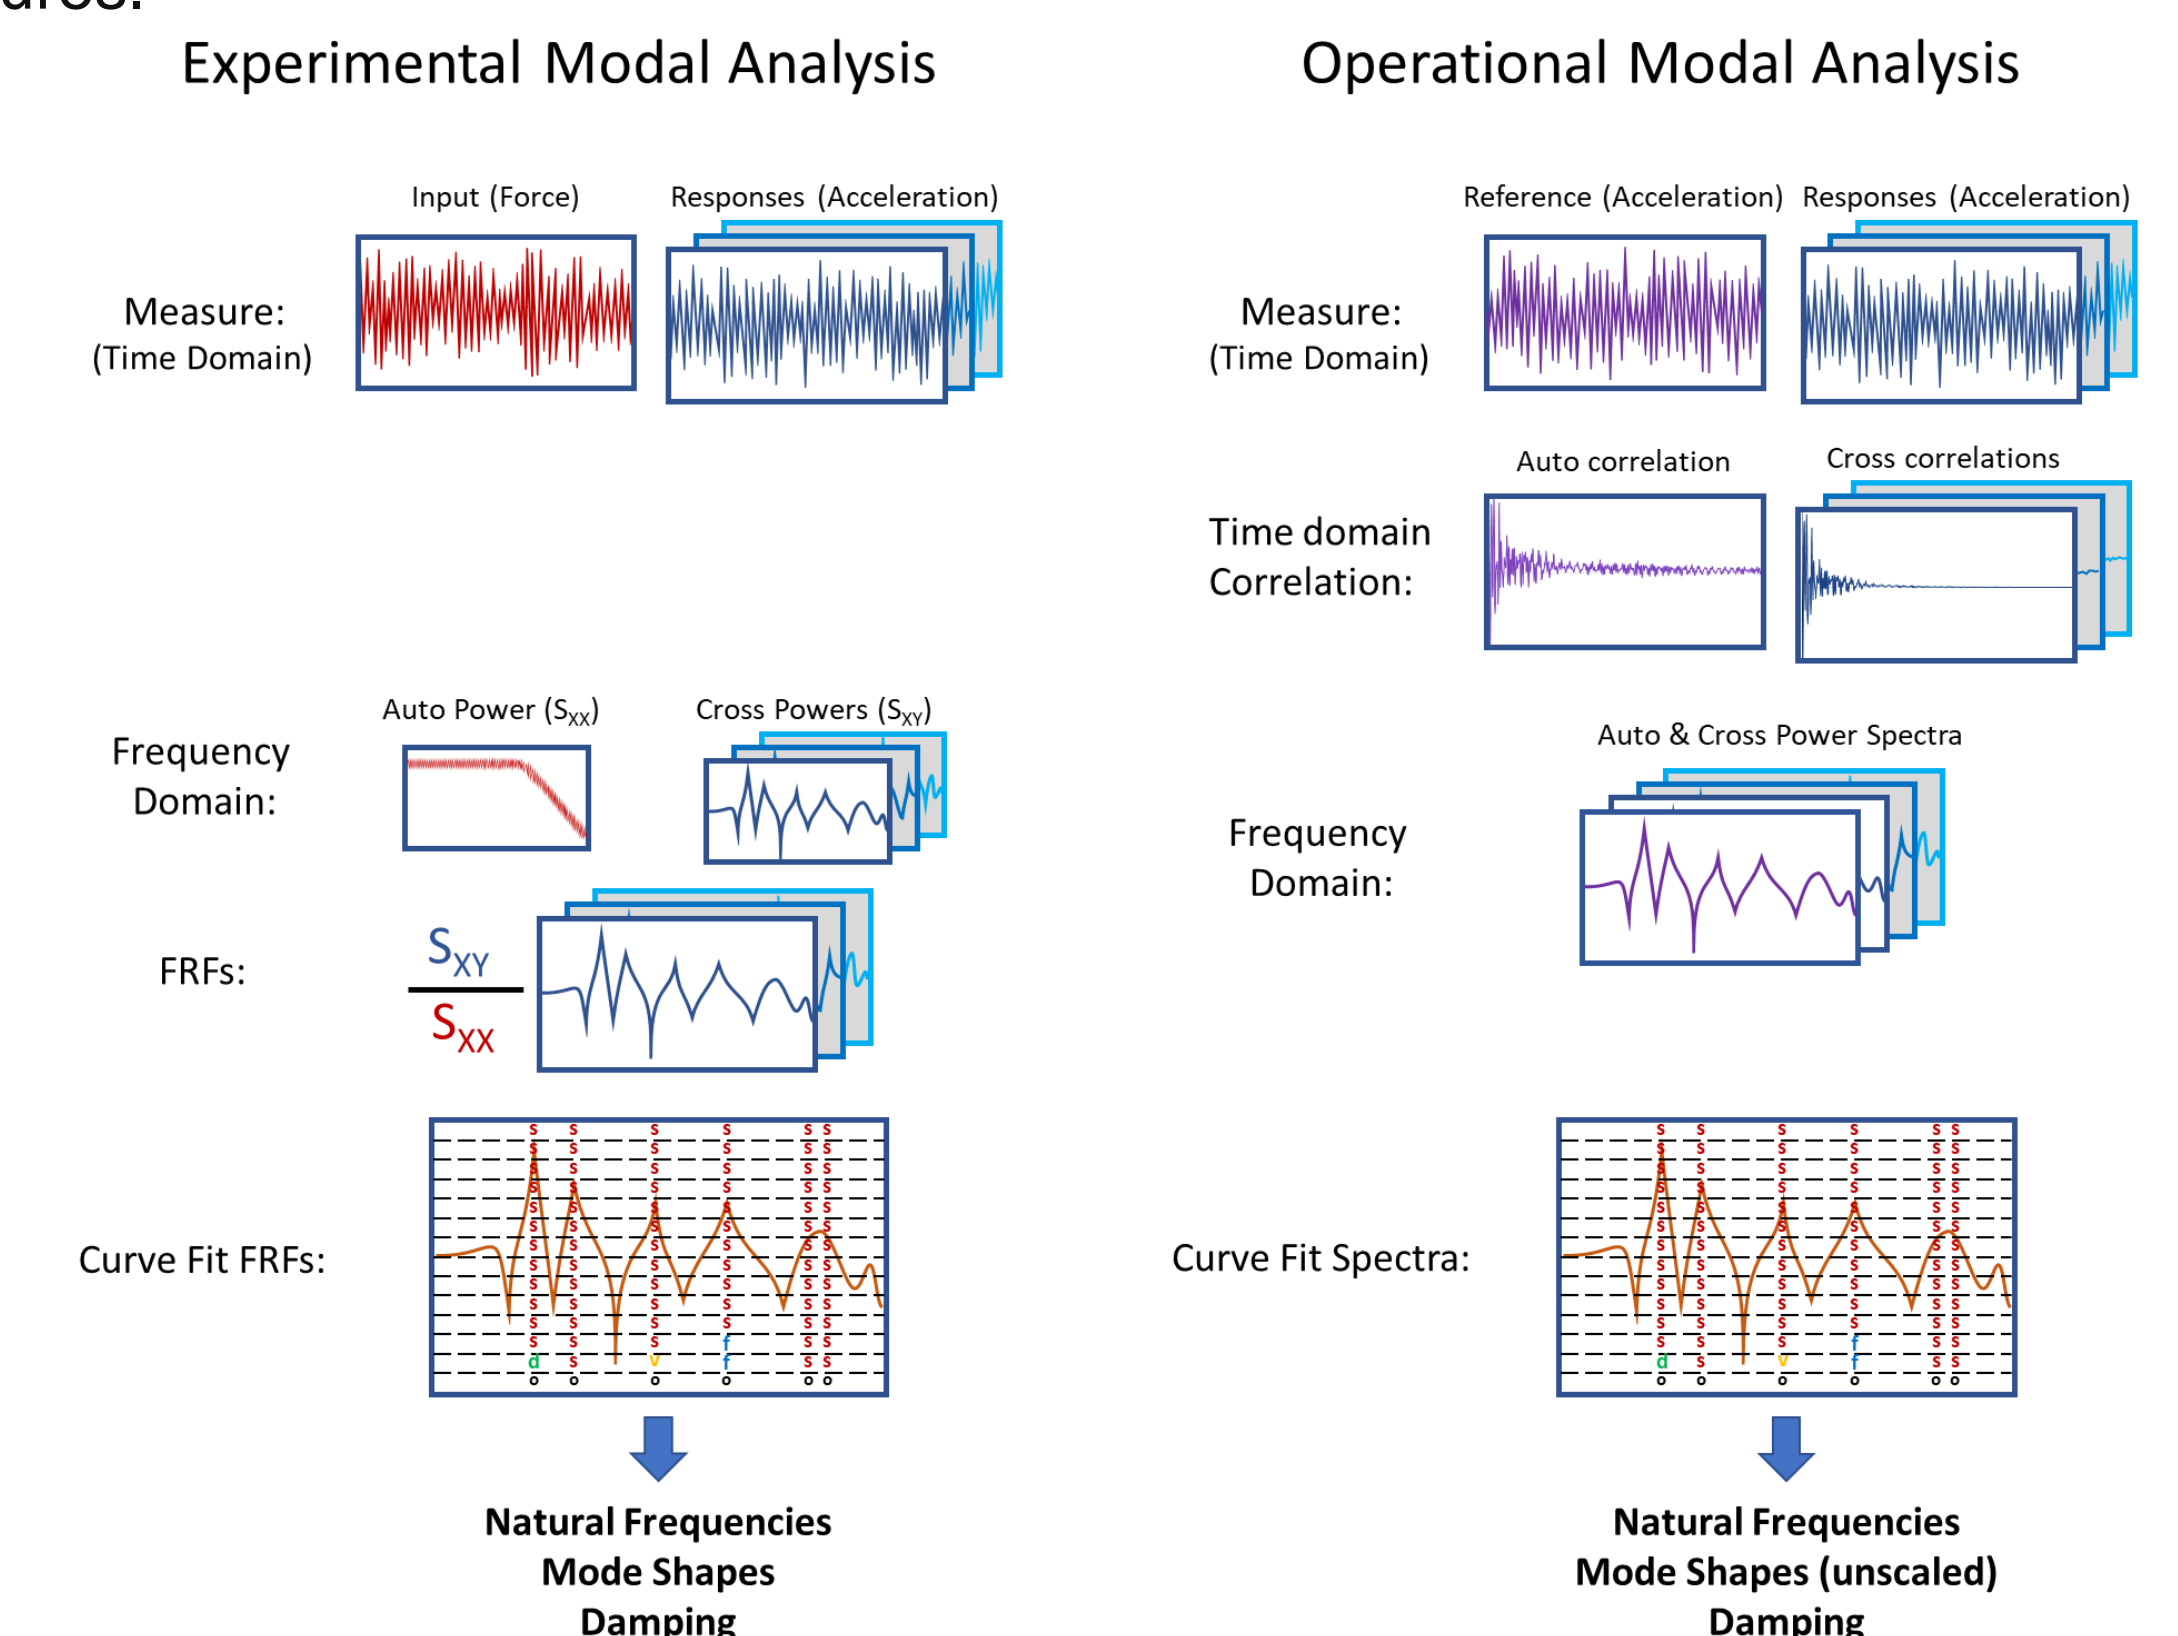 Experimental Modal Analysis
Input (Force)
Responses (Acceleration)
Measure:
(Time Domain)
Auto Power (SXX)
Cross Powers (SXY)
Frequency
Domain:
FRFs:
SXY
SXX
Curve Fit FRFs:
s s s s s s
s s s s s s
s s s s s s
s s s s s s
s s s s s s
s s s s s s
s s s s s s
s s s s s s
s s s s s s
s s s s s s
s s s s s s
s s s f s s
d s v f s s
o o o o o o
Natural Frequencies
Mode Shapes
Damping
Operational Modal Analysis
Reference (Acceleration)
Responses (Acceleration)
Measure:
(Time Domain)
Auto correlation
Cross correlations
Time domain
Correlation:
Auto & Cross Power Spectra
Frequency
Domain:
Curve Fit Spectra:
s s s s s s
s s s s s s
s s s s s s
s s s s s s
s s s s s s
s s s s s s
s s s s s s
s s s s s s
s s s s s s
s s s s s s
s s s s s s
s s s f s s
d s v f s s
o o o o o o
Natural Frequencies
Mode Shapes (unscaled)
Damping